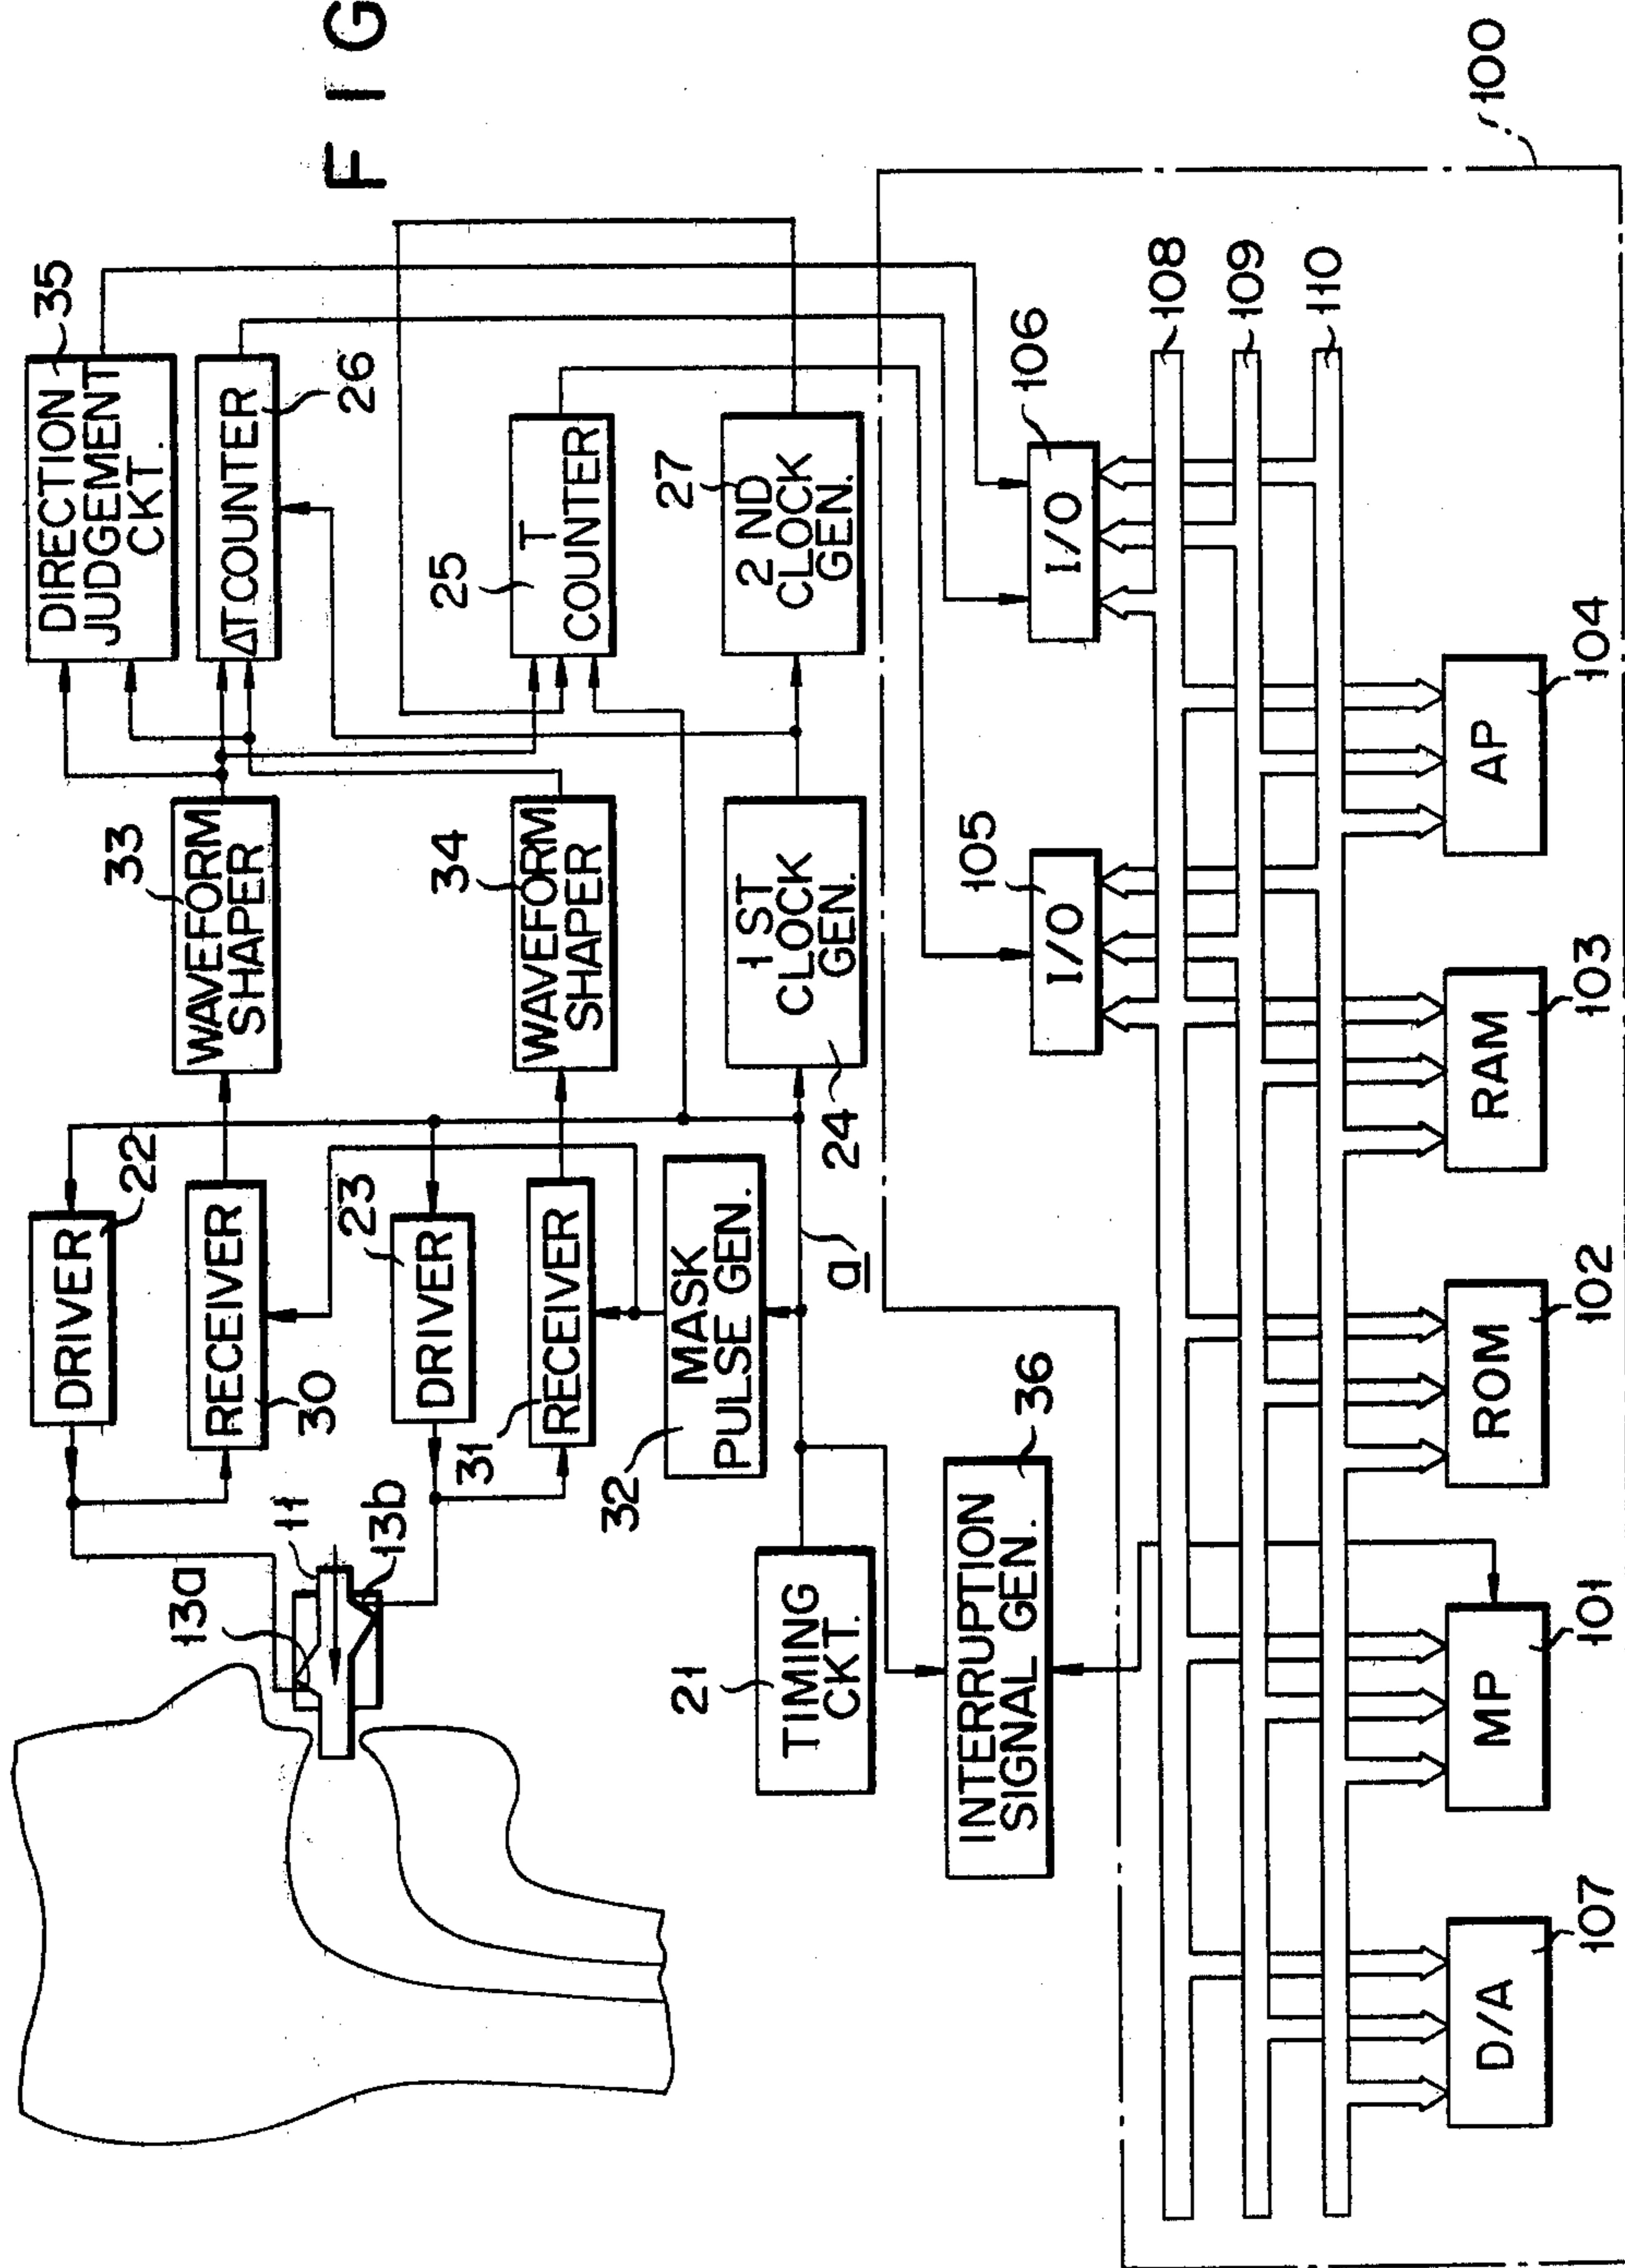 FIG
DRIVER
22
RECEIVER
30
WAVEFORM
SHAPER
33
DIRECTION
JUDGEMENT
CKT.
35
ΔT COUNTER
26
13a
11
13b
DRIVER
23
RECEIVER
31
WAVEFORM
SHAPER
34
T
COUNTER
25
MASK
PULSE GEN.
32
1 ST
CLOCK
GEN.
24
2 ND
CLOCK
GEN.
27
TIMING
CKT.
21
a
INTERRUPTION
SIGNAL GEN.
36
I/O
105
I/O
106
100
108
109
110
D/A
107
MP
101
ROM
102
RAM
103
AP
104